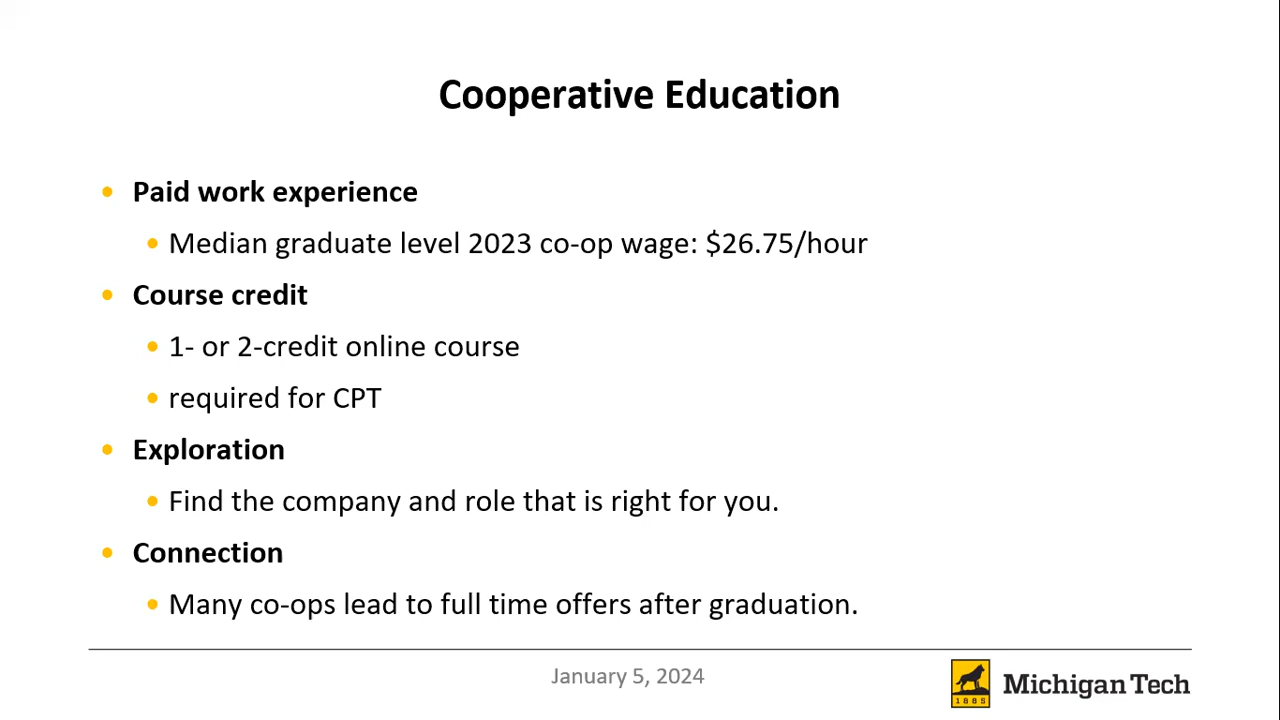 Cooperative Education
• Paid work experience
• Median graduate level 2023 co-op wage: $26.75/hour
• Course credit
• 1- or 2-credit online course
• required for CPT
• Exploration
• Find the company and role that is right for you.
• Connection
• Many co-ops lead to full time offers after graduation.
January 5, 2024
1885
Michigan Tech